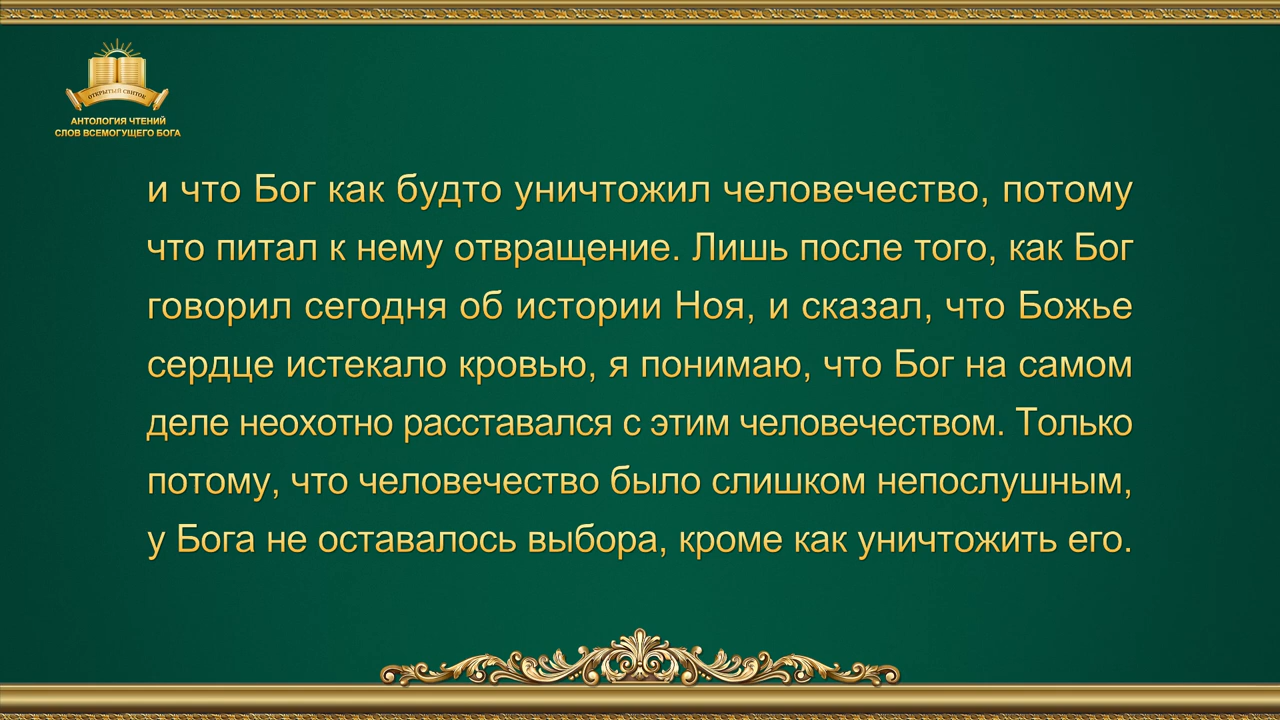 ОТКРЫТЫЙ СВИТОК
АНТОЛОГИЯ ЧТЕНИЙ
СЛОВ ВСЕМОГУЩЕГО БОГА
и что Бог как будто уничтожил человечество, потому
что питал к нему отвращение. Лишь после того, как Бог
говорил сегодня об истории Ноя, и сказал, что Божье
сердце истекало кровью, я понимаю, что Бог на самом
деле неохотно расставался с этим человечеством. Только
потому, что человечество было слишком непослушным,
у Бога не оставалось выбора, кроме как уничтожить его.